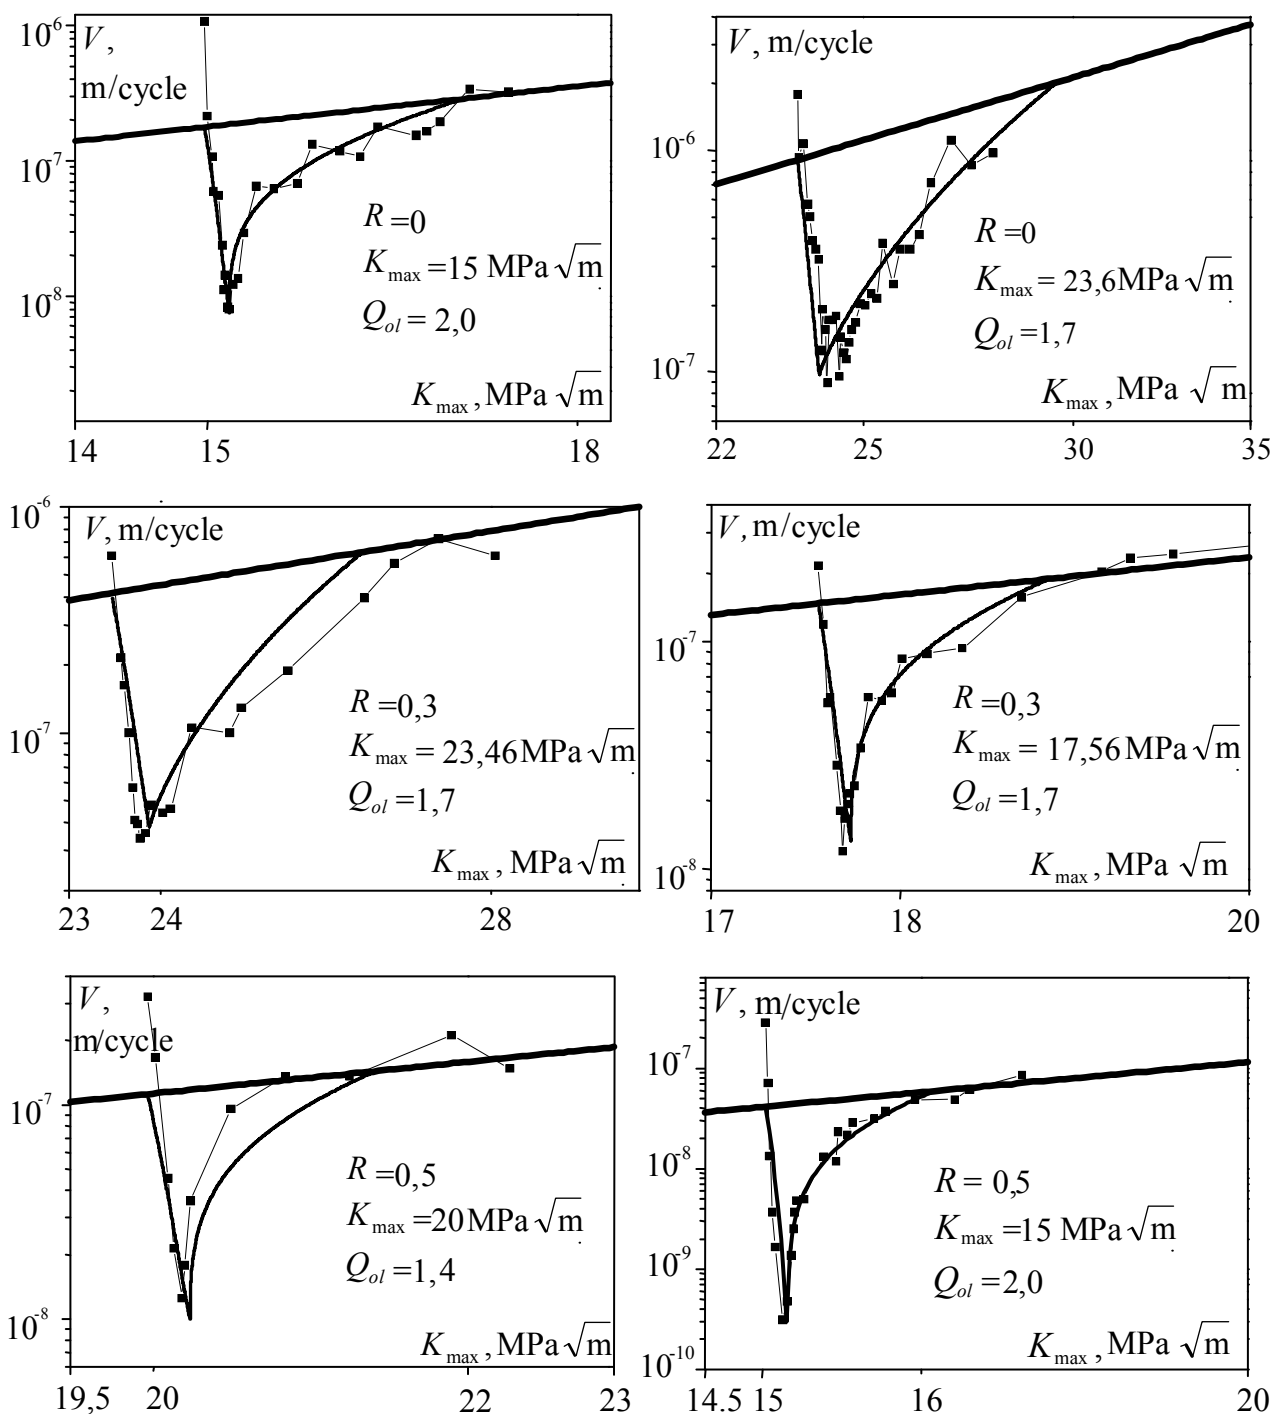 10⁻⁶
V,
m/cycle
10⁻⁷
R=0
K_max=15 MPa√m
10⁻⁸
Q_ol=2,0
K_max, MPa√m
14 15 18
V, m/cycle
10⁻⁶
R=0
K_max=23,6MPa√m
Q_ol=1,7
10⁻⁷
K_max, MPa√m
22 25 30 35
10⁻⁶
V, m/cycle
R=0,3
10⁻⁷
K_max=23,46MPa√m
Q_ol=1,7
K_max, MPa√m
23 24 28
V, m/cycle
10⁻⁷
R=0,3
K_max=17,56MPa√m
Q_ol=1,7
K_max, MPa√m
10⁻⁸
17 18 20
V,
m/cycle
10⁻⁷
R=0,5
K_max=20MPa√m
Q_ol=1,4
10⁻⁸
K_max, MPa√m
19,5 20 22 23
V, m/cycle
10⁻⁷
10⁻⁸
R= 0,5
K_max=15 MPa√m
10⁻⁹
Q_ol=2,0
K_max, MPa√m
10⁻¹⁰
14.5 15 16 20